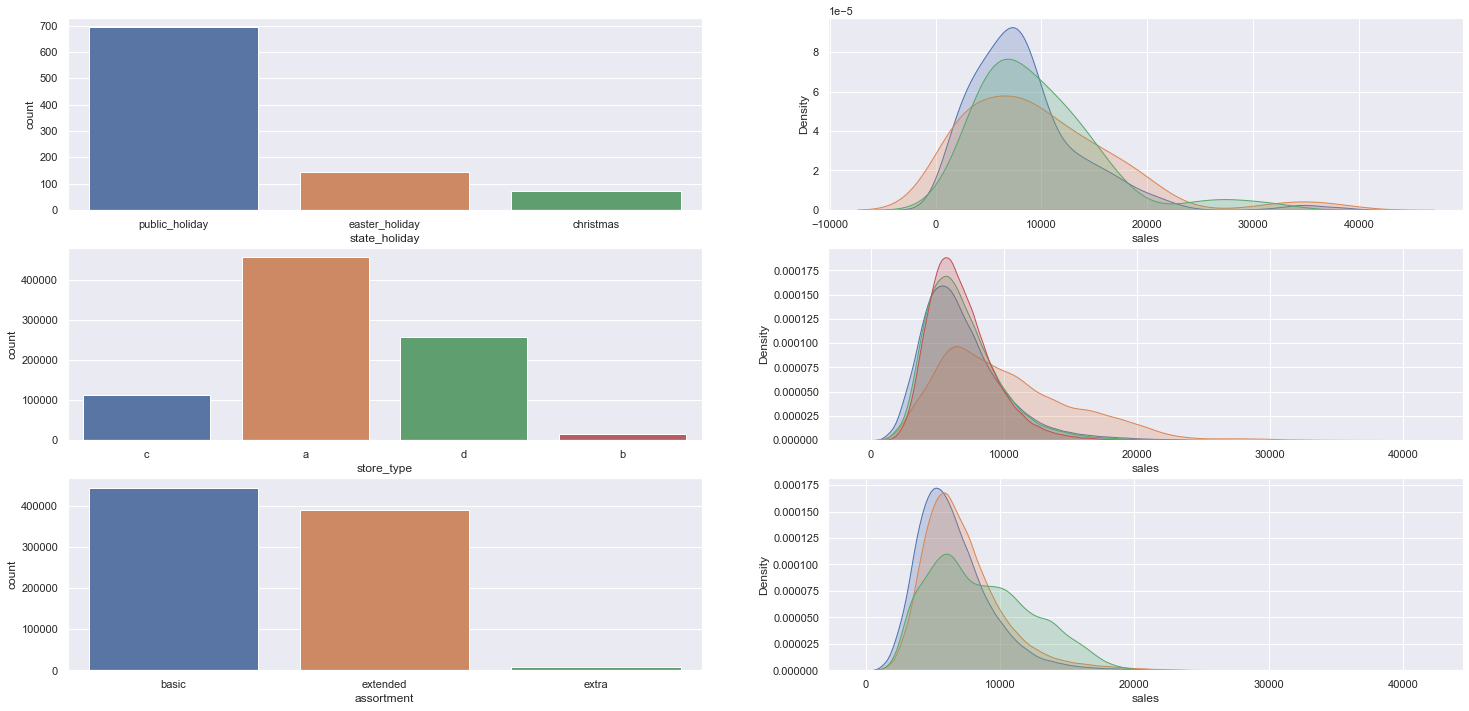 700
600
500
400
300
200
100
0
count
public_holiday easter_holiday christmas
state_holiday
1e−5
8
6
4
2
0
Density
−10000 0 10000 20000 30000 40000
sales
400000
300000
200000
100000
0
count
c a d b
store_type
0.000175
0.000150
0.000125
0.000100
0.000075
0.000050
0.000025
0.000000
Density
0 10000 20000 30000 40000
sales
400000
300000
200000
100000
0
count
basic extended extra
assortment
0.000175
0.000150
0.000125
0.000100
0.000075
0.000050
0.000025
0.000000
Density
0 10000 20000 30000 40000
sales